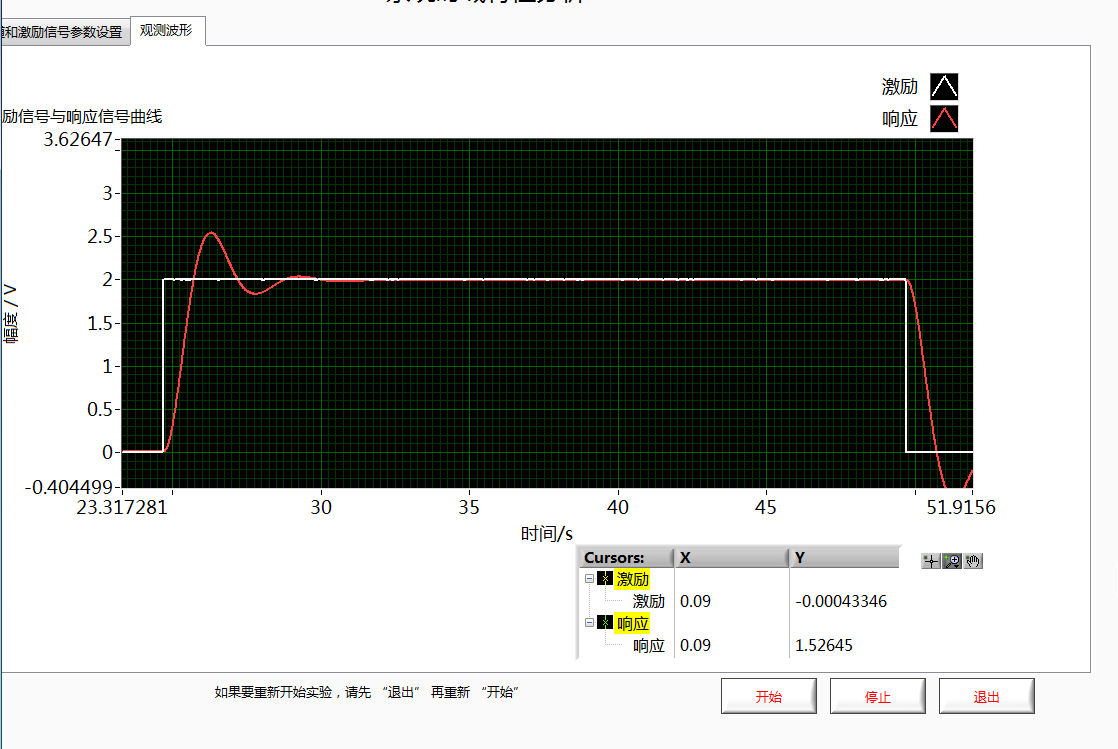 和激励信号参数设置
观测波形
激励
响应
励信号与响应信号曲线
3.62647
3
2.5
2
1.5
1
0.5
0
-0.404499
幅度 / V
23.317281 30 35 40 45 51.9156
时间/s
Cursors: X Y
激励
激励 0.09 -0.00043346
响应
响应 0.09 1.52645
如果要重新开始实验，请先 “退出” 再重新 “开始”
开始 停止 退出